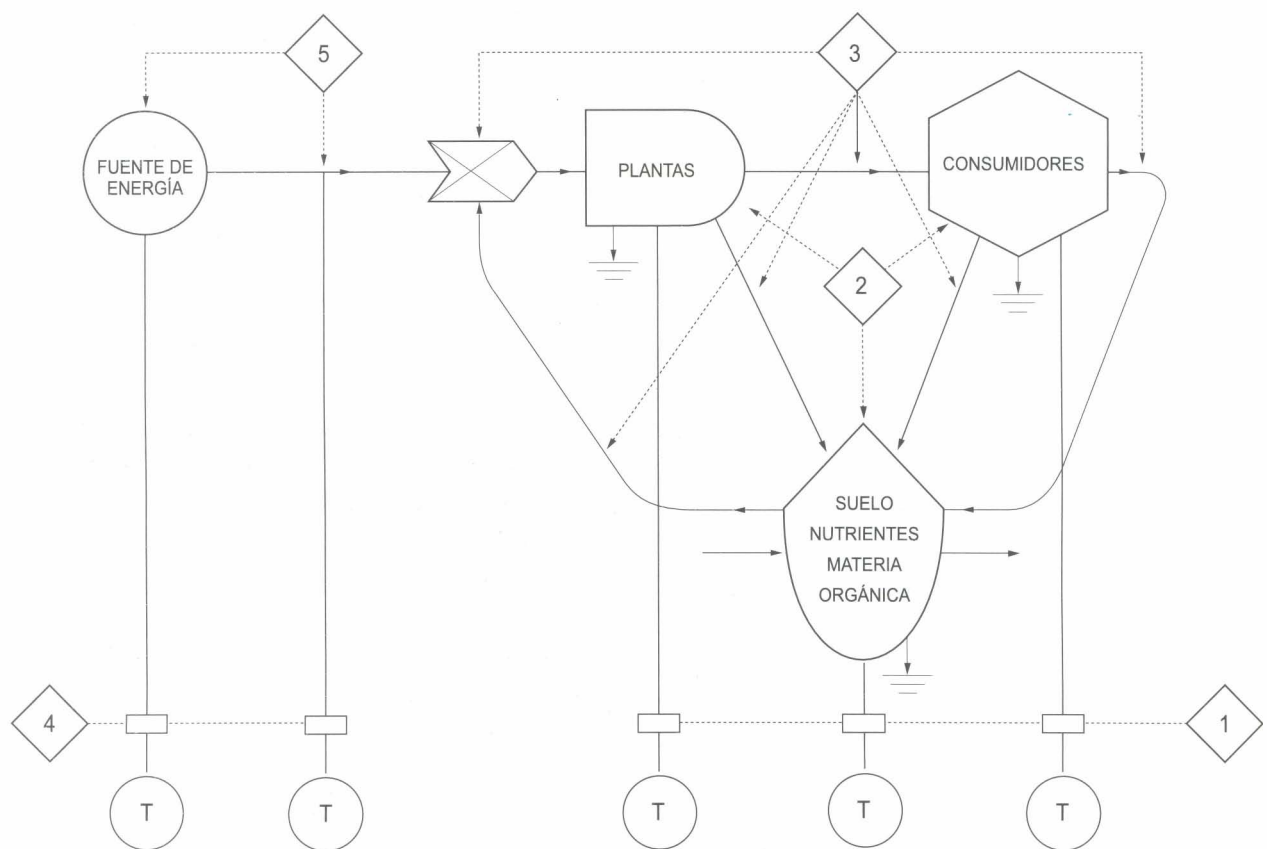 5
3
FUENTE DE
ENERGÍA
PLANTAS
CONSUMIDORES
2
SUELO
NUTRIENTES
MATERIA
ORGÁNICA
4
1
T
T
T
T
T